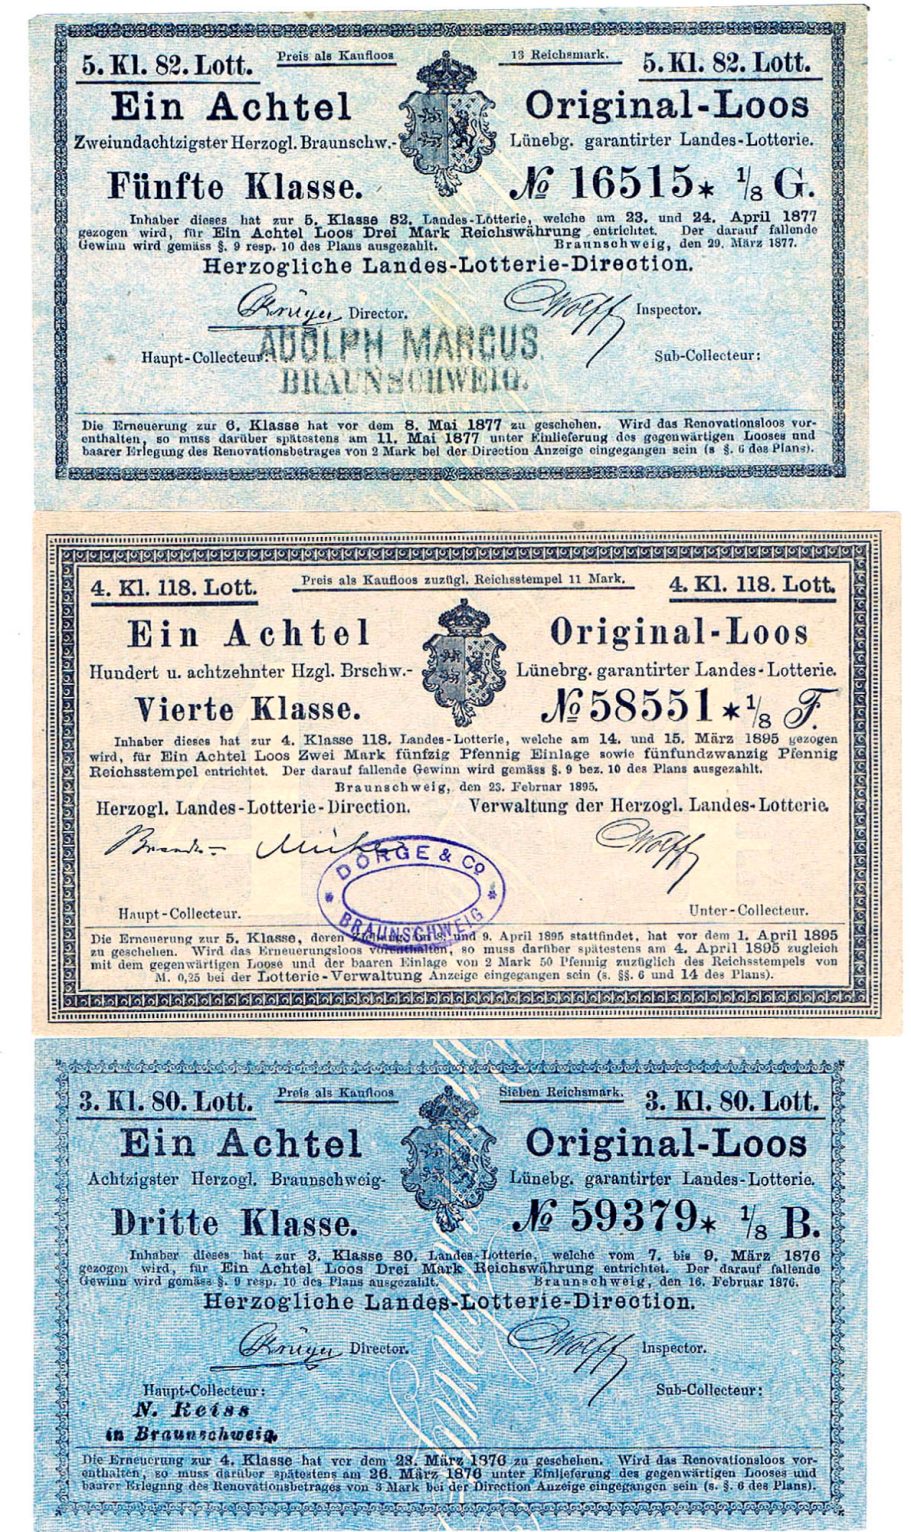 5. Kl. 82. Lott. Preis als Kaufloos 13 Reichsmark. 5. Kl. 82. Lott.
Ein Achtel Original-Loos
Zweiundachtzigster Herzogl. Braunschw.- Lünebg. garantirter Landes-Lotterie.
Fünfte Klasse. № 16515* 1/8 G.
Inhaber dieses hat zur 5. Klasse 82. Landes-Lotterie, welche am 23. und 24. April 1877
gezogen wird, für Ein Achtel Loos Drei Mark Reichswährung entrichtet. Der darauf fallende
Gewinn wird gemäss §. 9 resp. 10 des Plans ausgezahlt. Braunschweig, den 29. März 1877.
Herzogliche Landes-Lotterie-Direction.
Krüger Director. Wolff Inspector.
Haupt-Collecteur: ADOLPH MARCUS Sub-Collecteur:
BRAUNSCHWEIG.
Die Erneuerung zur 6. Klasse hat vor dem 8. Mai 1877 zu geschehen. Wird das Renovationsloos vor-
enthalten, so muss darüber spätestens am 11. Mai 1877 unter Einlieferung des gegenwärtigen Looses und
baarer Erlegung des Renovationsbetrages von 2 Mark bei der Direction Anzeige eingegangen sein (s §. 6 des Plans).
4. Kl. 118. Lott. Preis als Kaufloos zuzügl. Reichsstempel 11 Mark. 4. Kl. 118. Lott.
Ein Achtel Original-Loos
Hundert u. achtzehnter Hzgl. Brschw.- Lünebrg. garantirter Landes-Lotterie.
Vierte Klasse. № 58551* 1/8 F.
Inhaber dieses hat zur 4. Klasse 118. Landes-Lotterie, welche am 14. und 15. März 1895 gezogen
wird, für Ein Achtel Loos Zwei Mark fünfzig Pfennig Einlage sowie fünfundzwanzig Pfennig
Reichsstempel entrichtet. Der darauf fallende Gewinn wird gemäss §. 9 bez. 10 des Plans ausgezahlt.
Braunschweig, den 23. Februar 1895.
Herzogl. Landes-Lotterie-Direction. Verwaltung der Herzogl. Landes-Lotterie.
Wolff
DÖRGE & Co
BRAUNSCHWEIG
Haupt-Collecteur. Unter-Collecteur.
Die Erneuerung zur 5. Klasse, deren und 9. April 1895 stattfindet, hat vor dem 1. April 1895
zu geschehen. Wird das Erneuerungsloos vorenthalten, so muss darüber spätestens am 4. April 1895 zugleich
mit dem gegenwärtigen Loose und der baaren Einlage von 2 Mark 50 Pfennig zuzüglich des Reichsstempels von
M. 0,25 bei der Lotterie-Verwaltung Anzeige eingegangen sein (s. §§. 6 und 14 des Plans).
3. Kl. 80. Lott. Preis als Kaufloos Sieben Reichsmark. 3. Kl. 80. Lott.
Ein Achtel Original-Loos
Achtzigster Herzogl. Braunschweig- Lünebg. garantirter Landes-Lotterie.
Dritte Klasse. № 59379* 1/8 B.
Inhaber dieses hat zur 3. Klasse 80. Landes-Lotterie, welche vom 7. bis 9. März 1876
gezogen wird, für Ein Achtel Loos Drei Mark Reichswährung entrichtet. Der darauf fallende
Gewinn wird gemäss §. 9 resp. 10 des Plans ausgezahlt. Braunschweig, den 16. Februar 1876.
Herzogliche Landes-Lotterie-Direction.
Krüger Director. Wolff Inspector.
Haupt-Collecteur: Sub-Collecteur:
N. Reiss
in Braunschweig.
Die Erneuerung zur 4. Klasse hat vor dem 23. März 1876 zu geschehen. Wird das Renovationsloos vor-
enthalten, so muss darüber spätestens am 26. März 1876 unter Einlieferung des gegenwärtigen Looses und
baarer Erlegung des Renovationsbetrages von 3 Mark bei der Direction Anzeige eingegangen sein (s. §. 6 des Plans).